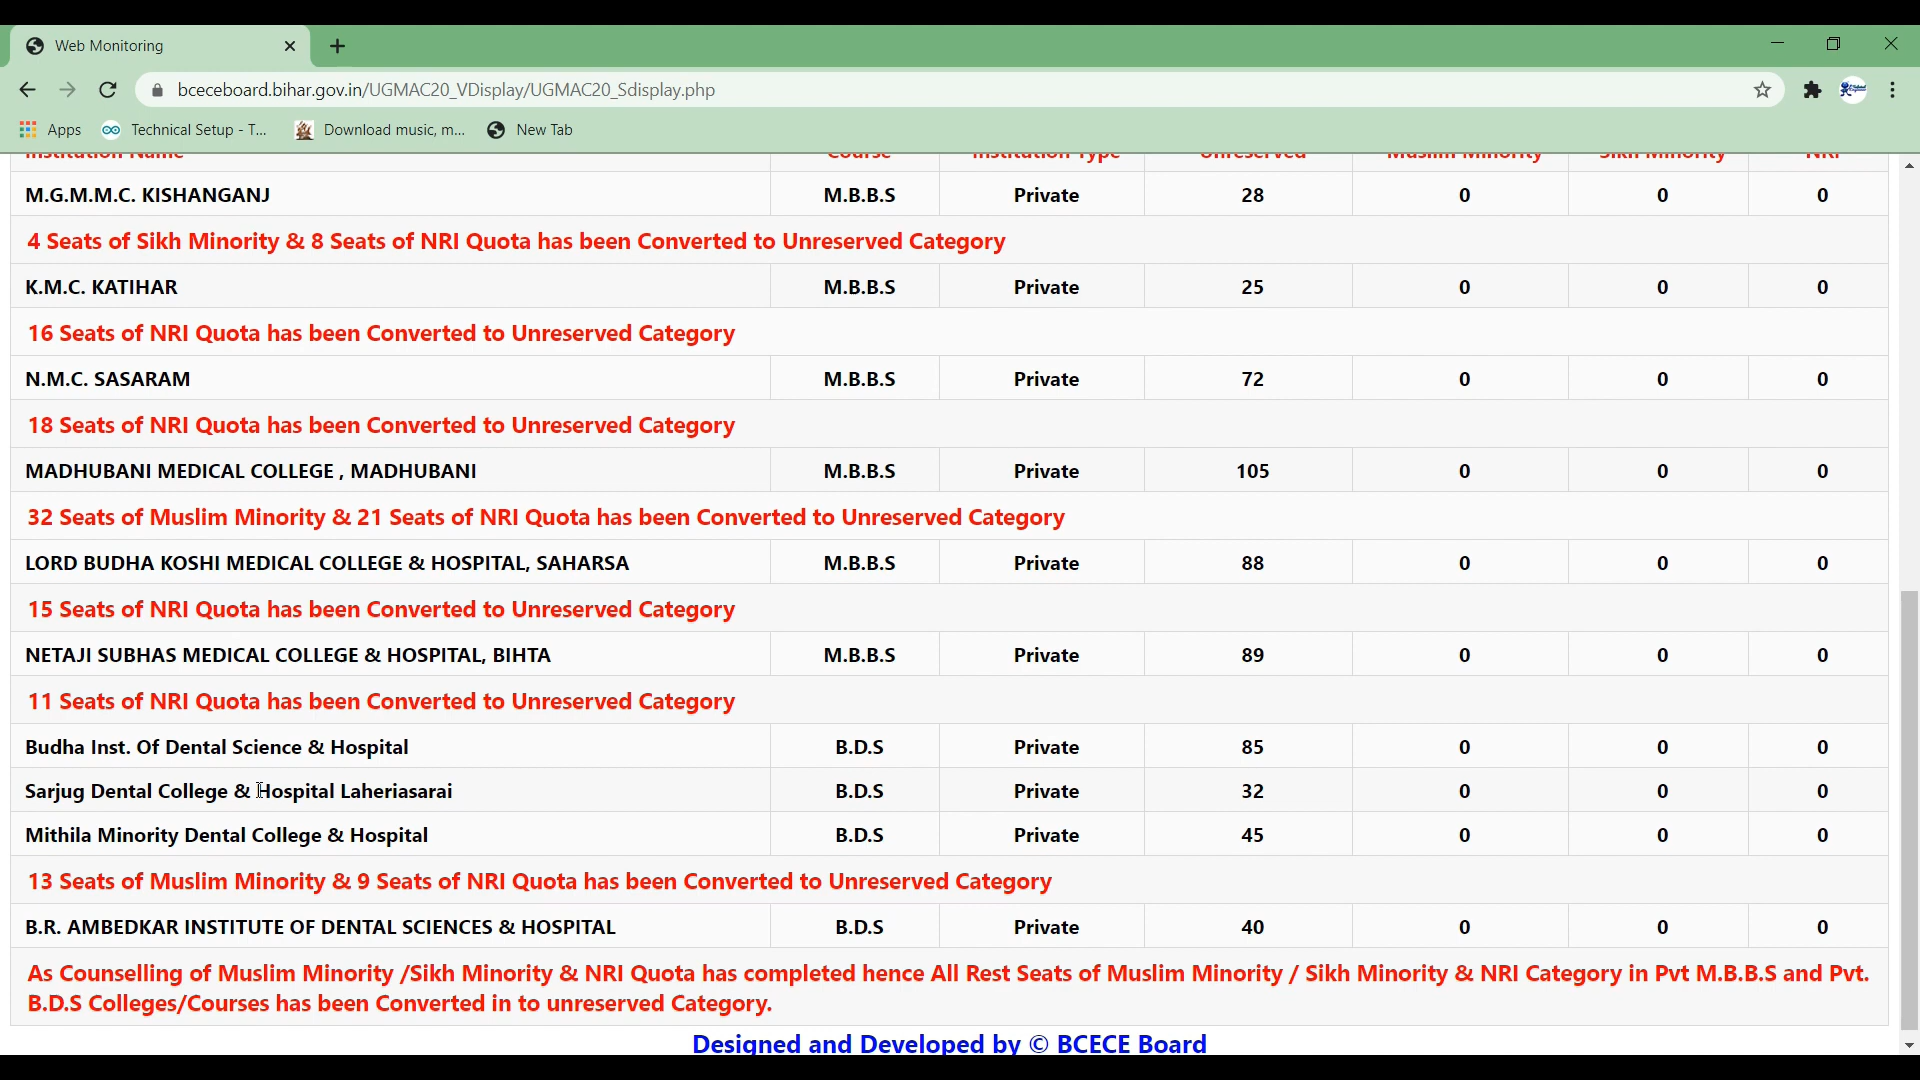 Web Monitoring
bceceboard.bihar.gov.in/UGMAC20_VDisplay/UGMAC20_Sdisplay.php
Apps Technical Setup - T... Download music, m... New Tab
Institution Name Course Institution Type Unreserved Muslim Minority Sikh Minority NRI
M.G.M.M.C. KISHANGANJ M.B.B.S Private 28 0 0 0
4 Seats of Sikh Minority & 8 Seats of NRI Quota has been Converted to Unreserved Category
K.M.C. KATIHAR M.B.B.S Private 25 0 0 0
16 Seats of NRI Quota has been Converted to Unreserved Category
N.M.C. SASARAM M.B.B.S Private 72 0 0 0
18 Seats of NRI Quota has been Converted to Unreserved Category
MADHUBANI MEDICAL COLLEGE , MADHUBANI M.B.B.S Private 105 0 0 0
32 Seats of Muslim Minority & 21 Seats of NRI Quota has been Converted to Unreserved Category
LORD BUDHA KOSHI MEDICAL COLLEGE & HOSPITAL, SAHARSA M.B.B.S Private 88 0 0 0
15 Seats of NRI Quota has been Converted to Unreserved Category
NETAJI SUBHAS MEDICAL COLLEGE & HOSPITAL, BIHTA M.B.B.S Private 89 0 0 0
11 Seats of NRI Quota has been Converted to Unreserved Category
Budha Inst. Of Dental Science & Hospital B.D.S Private 85 0 0 0
Sarjug Dental College & Hospital Laheriasarai B.D.S Private 32 0 0 0
Mithila Minority Dental College & Hospital B.D.S Private 45 0 0 0
13 Seats of Muslim Minority & 9 Seats of NRI Quota has been Converted to Unreserved Category
B.R. AMBEDKAR INSTITUTE OF DENTAL SCIENCES & HOSPITAL B.D.S Private 40 0 0 0
As Counselling of Muslim Minority /Sikh Minority & NRI Quota has completed hence All Rest Seats of Muslim Minority / Sikh Minority & NRI Category in Pvt M.B.B.S and Pvt.
B.D.S Colleges/Courses has been Converted in to unreserved Category.
Designed and Developed by © BCECE Board